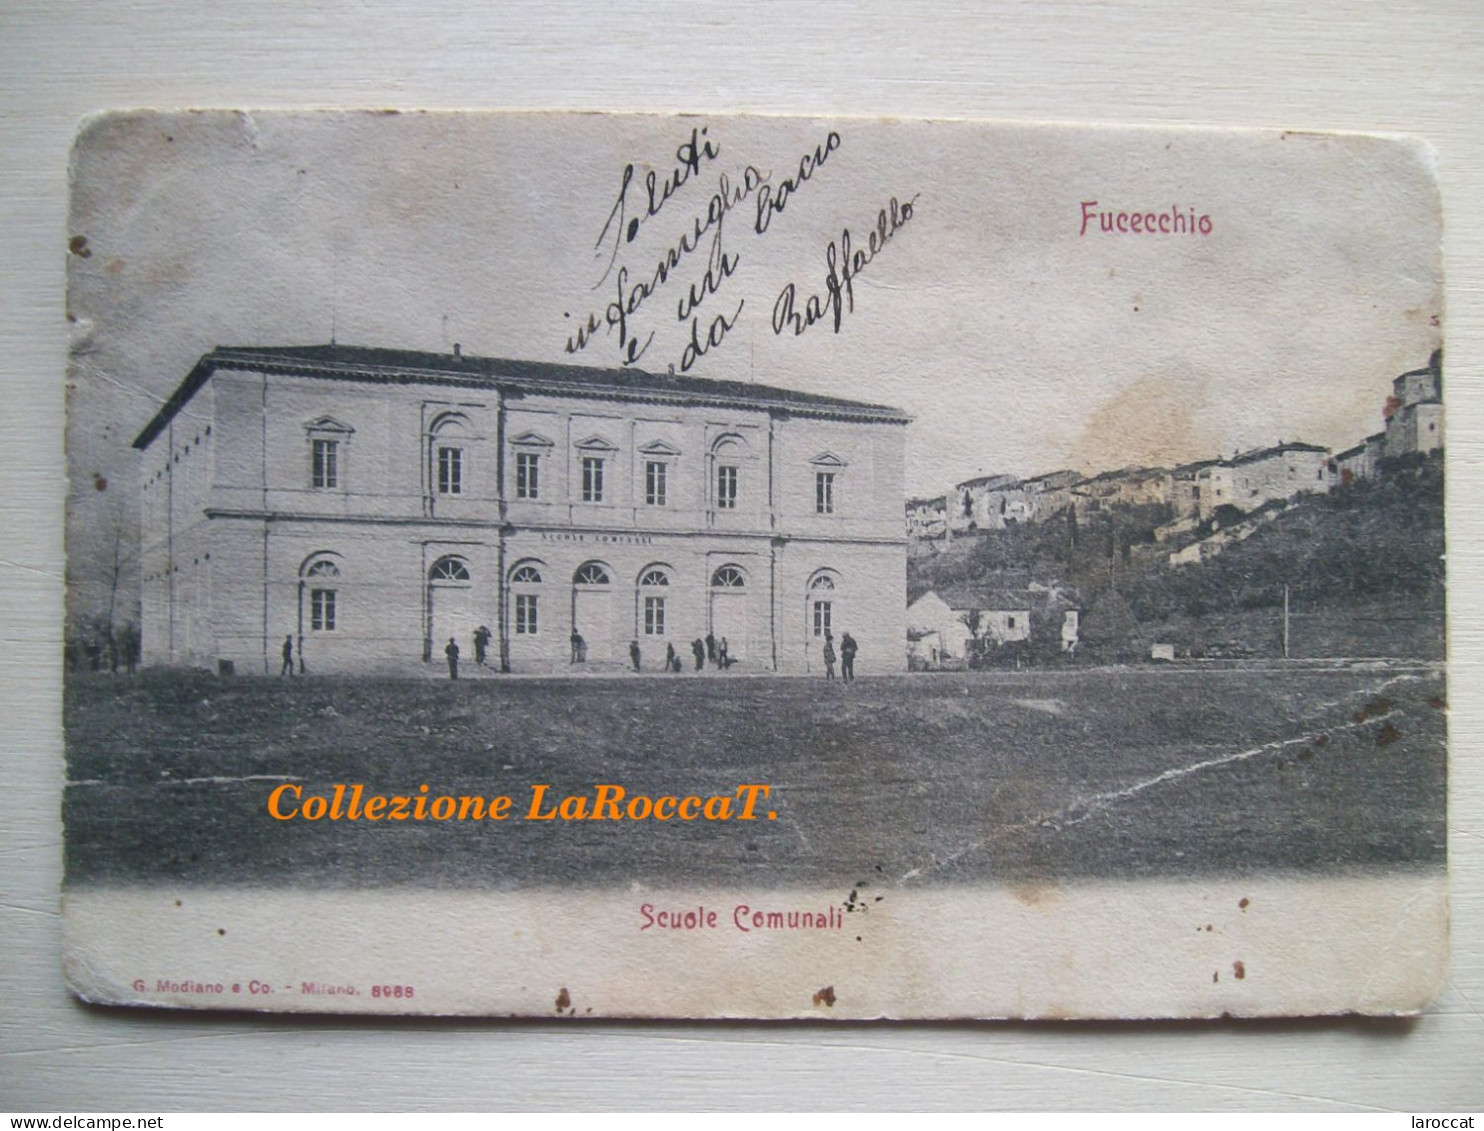 Saluti
in famiglia
e un bacio
da Raffaello
Fucecchio
SCUOLE COMUNALI
Collezione LaRoccaT.
Scuole Comunali
G. Modiano e Co. - Milano. 8988
delcampe.net
laroccat